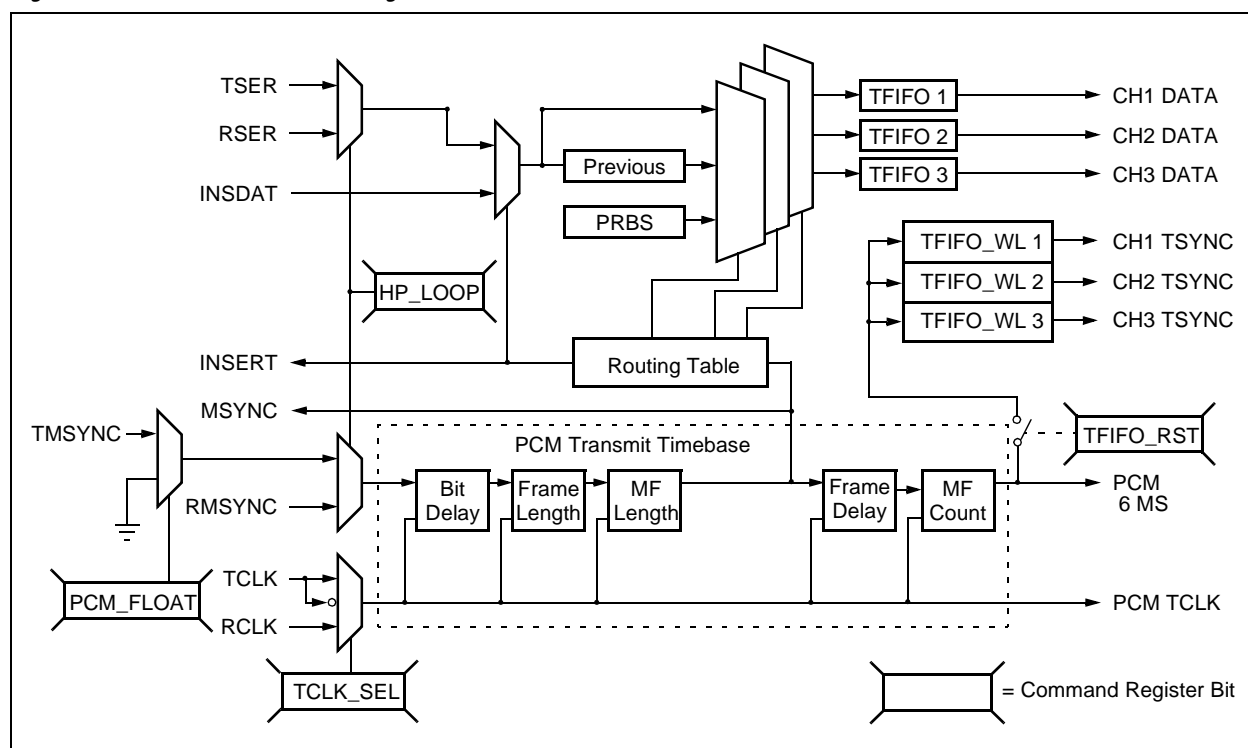 TSER
RSER
INSDAT
Previous
PRBS
TFIFO 1
TFIFO 2
TFIFO 3
CH1 DATA
CH2 DATA
CH3 DATA
TFIFO_WL 1
TFIFO_WL 2
TFIFO_WL 3
CH1 TSYNC
CH2 TSYNC
CH3 TSYNC
HP_LOOP
INSERT
Routing Table
MSYNC
TMSYNC
PCM Transmit Timebase
TFIFO_RST
RMSYNC
Bit
Delay
Frame
Length
MF
Length
Frame
Delay
MF
Count
PCM
6 MS
TCLK
PCM_FLOAT
RCLK
PCM TCLK
TCLK_SEL
= Command Register Bit